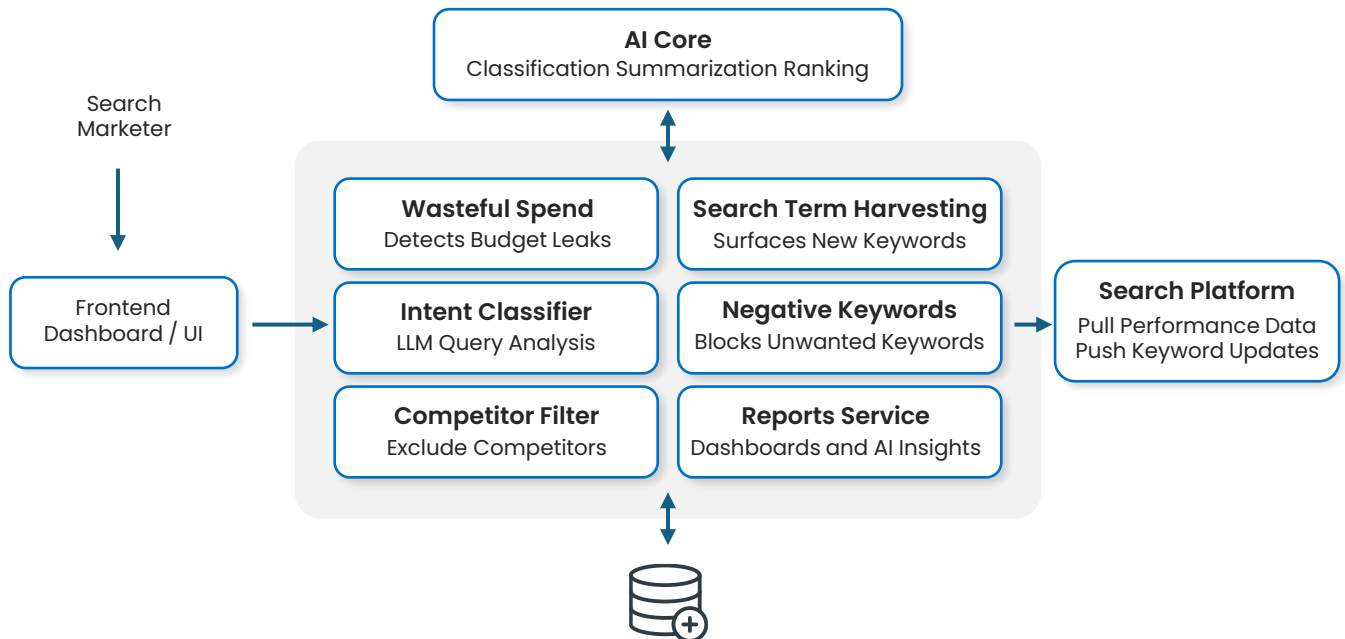 AI Core
Classification Summarization Ranking
Search
Marketer
Wasteful Spend
Detects Budget Leaks
Search Term Harvesting
Surfaces New Keywords
Frontend
Dashboard / UI
Intent Classifier
LLM Query Analysis
Negative Keywords
Blocks Unwanted Keywords
Search Platform
Pull Performance Data
Push Keyword Updates
Competitor Filter
Exclude Competitors
Reports Service
Dashboards and AI Insights